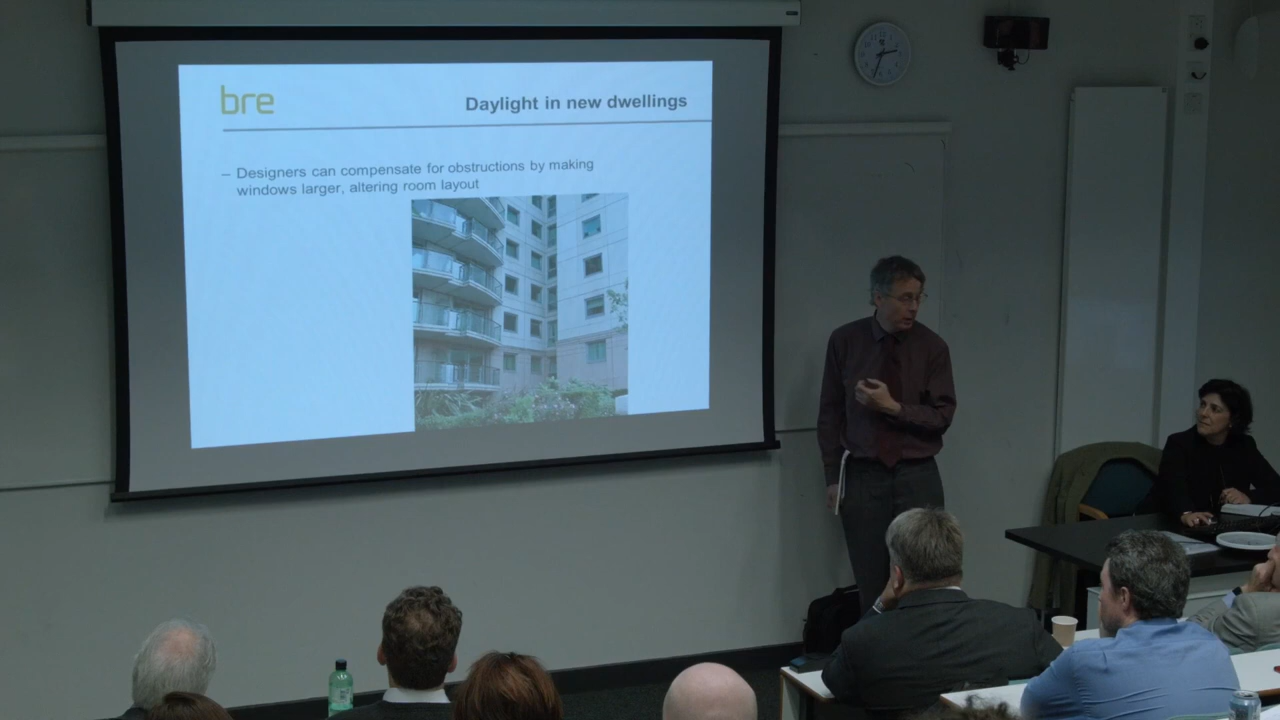 bre
Daylight in new dwellings
– Designers can compensate for obstructions by making
windows larger, altering room layout